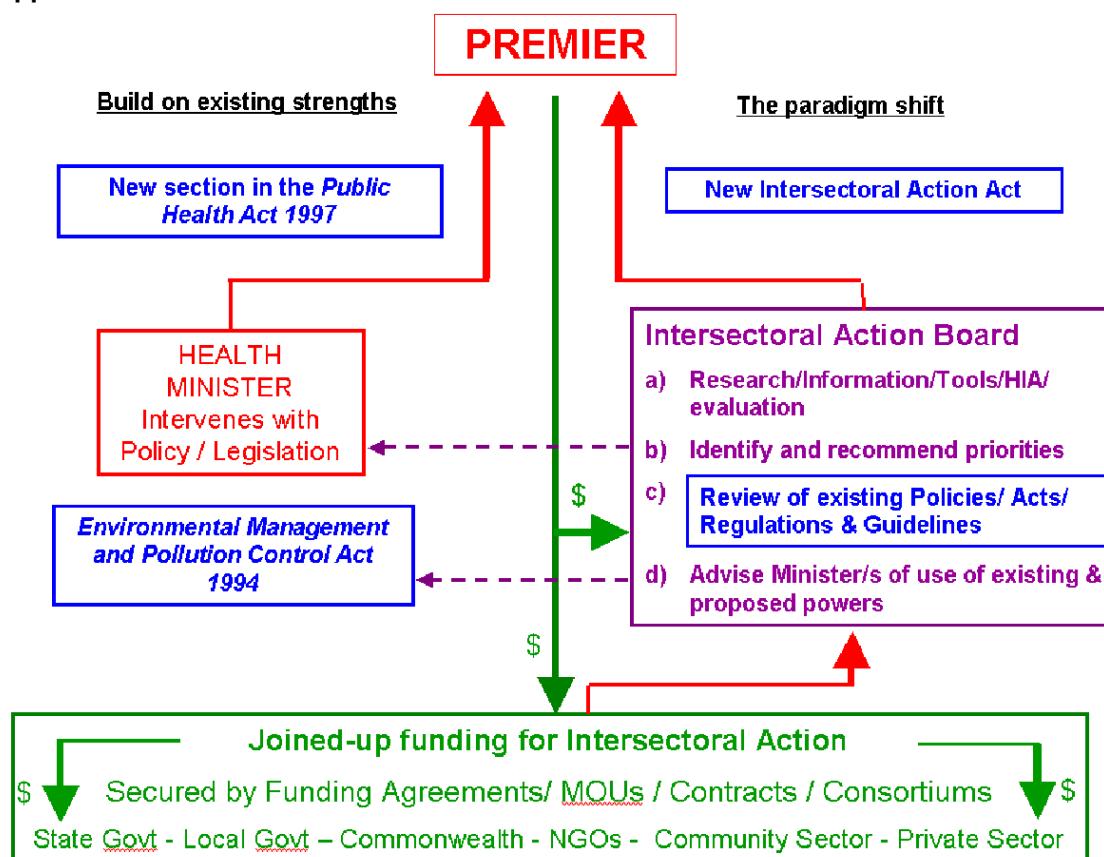 PREMIER
Build on existing strengths
The paradigm shift
New section in the Public
Health Act 1997
New Intersectoral Action Act
HEALTH
MINISTER
Intervenes with
Policy / Legislation
Intersectoral Action Board
a) Research/Information/Tools/HIA/
evaluation
b) Identify and recommend priorities
c) Review of existing Policies/ Acts/
Regulations & Guidelines
d) Advise Minister/s of use of existing &
proposed powers
$
Environmental Management
and Pollution Control Act
1994
$
Joined-up funding for Intersectoral Action
$ Secured by Funding Agreements/ MOUs / Contracts / Consortiums $
State Govt - Local Govt – Commonwealth - NGOs - Community Sector - Private Sector